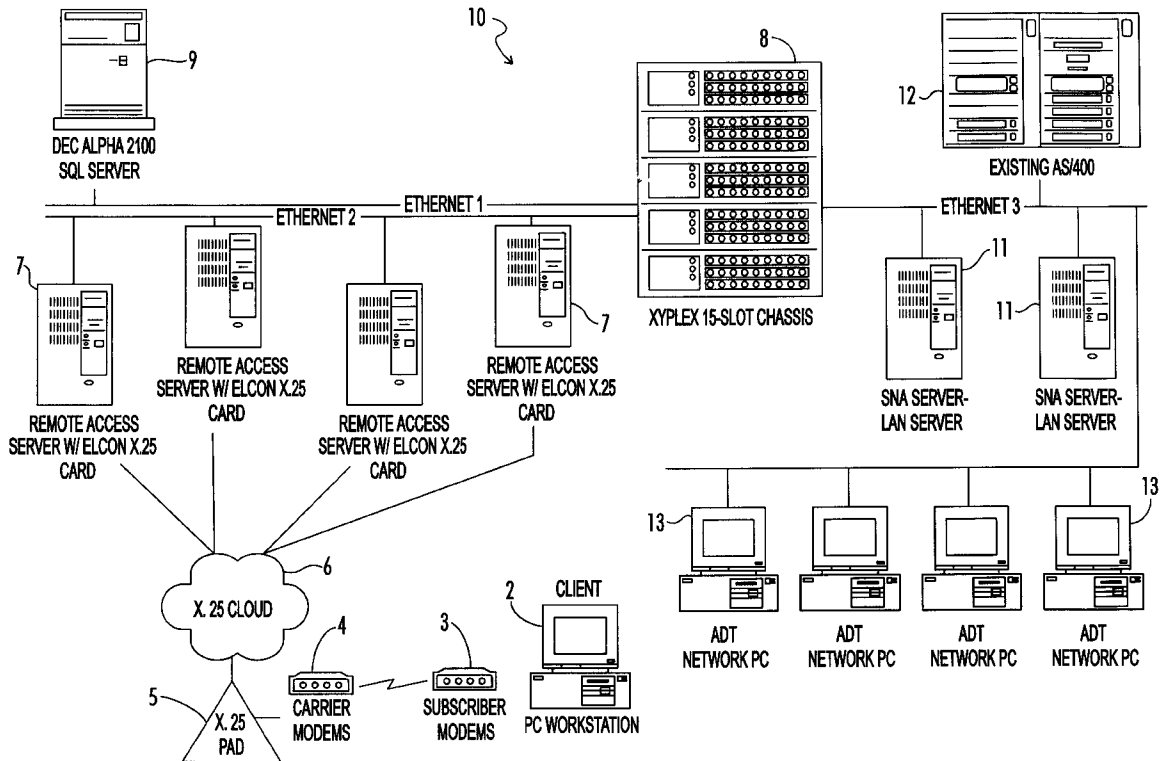 10
8
9
12
DEC ALPHA 2100
SQL SERVER
EXISTING AS/400
ETHERNET 1
ETHERNET 2
ETHERNET 3
7
7
11
11
XYPLEX 15-SLOT CHASSIS
REMOTE ACCESS
SERVER W/ ELCON X.25
CARD
REMOTE ACCESS
SERVER W/ ELCON X.25
CARD
REMOTE ACCESS
SERVER W/ ELCON X.25
CARD
REMOTE ACCESS
SERVER W/ ELCON X.25
CARD
SNA SERVER-
LAN SERVER
SNA SERVER-
LAN SERVER
13
13
ADT
NETWORK PC
ADT
NETWORK PC
ADT
NETWORK PC
ADT
NETWORK PC
6
X. 25 CLOUD
2
CLIENT
4
3
5
X. 25
PAD
CARRIER
MODEMS
SUBSCRIBER
MODEMS
PC WORKSTATION